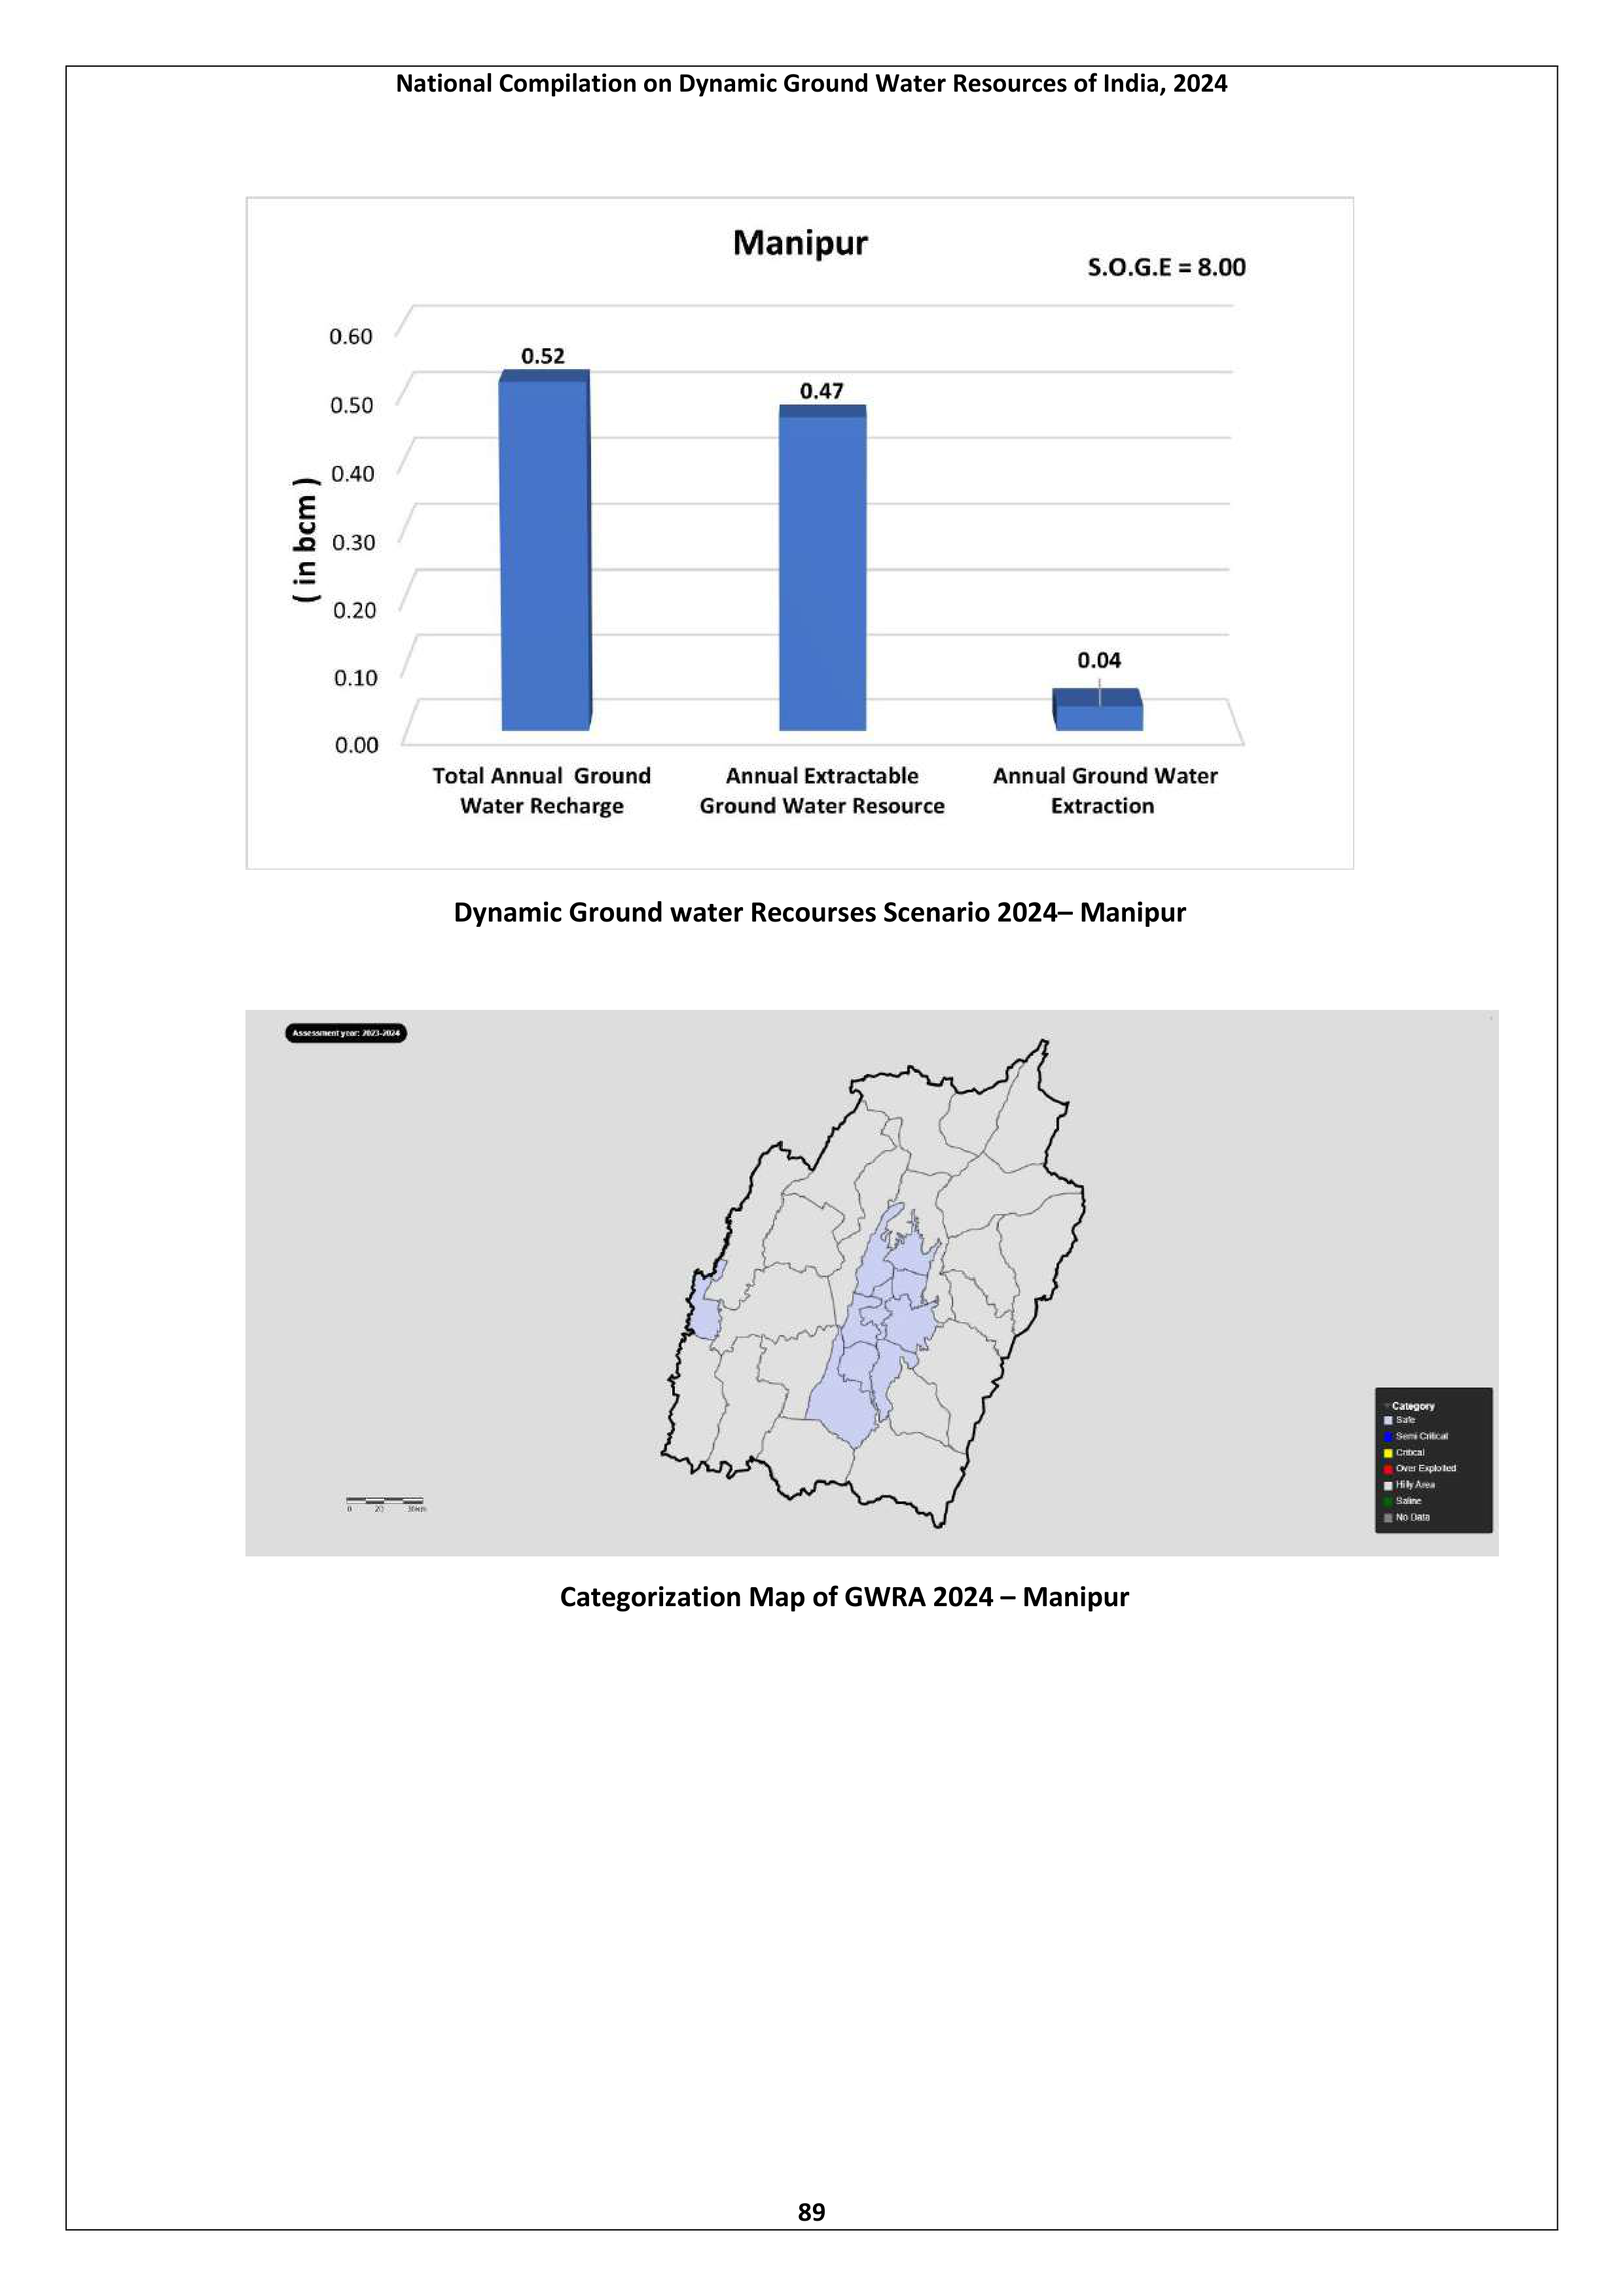 National Compilation on Dynamic Ground Water Resources of India, 2024
Manipur
S.O.G.E = 8.00
( in bcm )
0.60
0.50
0.40
0.30
0.20
0.10
0.00
0.52
0.47
0.04
Total Annual Ground
Water Recharge
Annual Extractable
Ground Water Resource
Annual Ground Water
Extraction
Dynamic Ground water Recourses Scenario 2024– Manipur
Assessment year: 2023-2024
Category
Safe
Semi Critical
Critical
Over Exploited
Hilly Area
Saline
No Data
0 20
Categorization Map of GWRA 2024 – Manipur
89